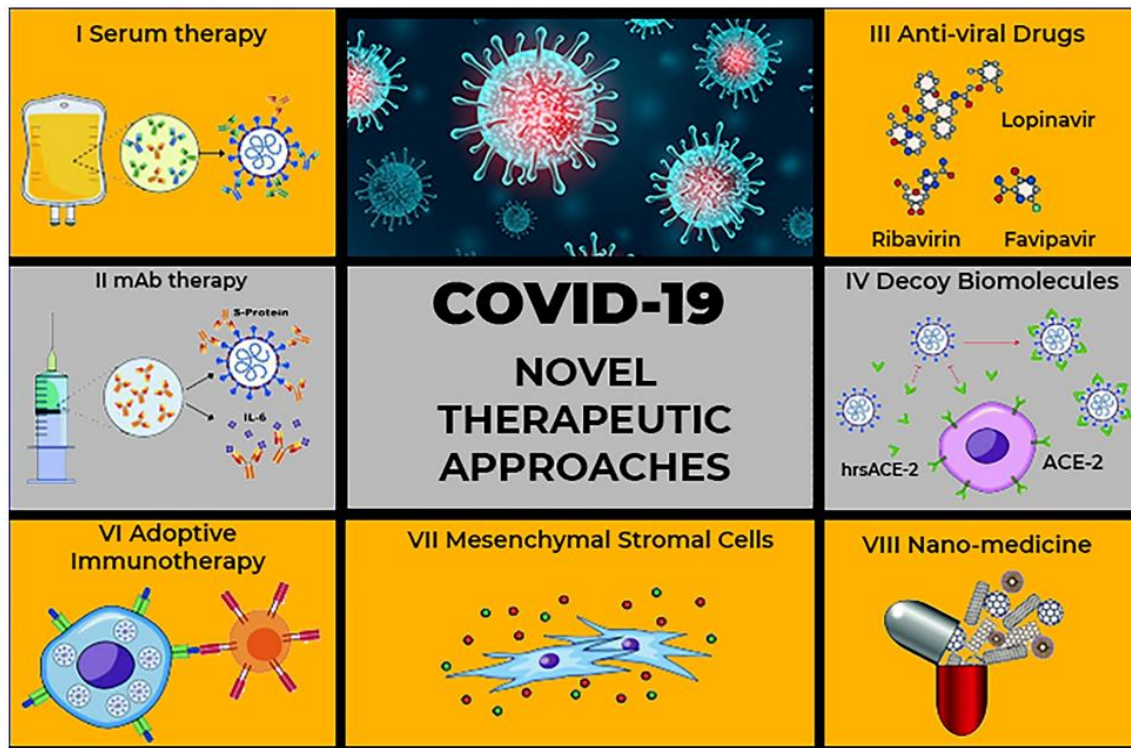 I Serum therapy
III Anti-viral Drugs
Lopinavir
Ribavirin
Favipavir
II mAb therapy
S-Protein
IL-6
COVID-19
NOVEL
THERAPEUTIC
APPROACHES
IV Decoy Biomolecules
hrsACE-2
ACE-2
VI Adoptive
Immunotherapy
VII Mesenchymal Stromal Cells
VIII Nano-medicine